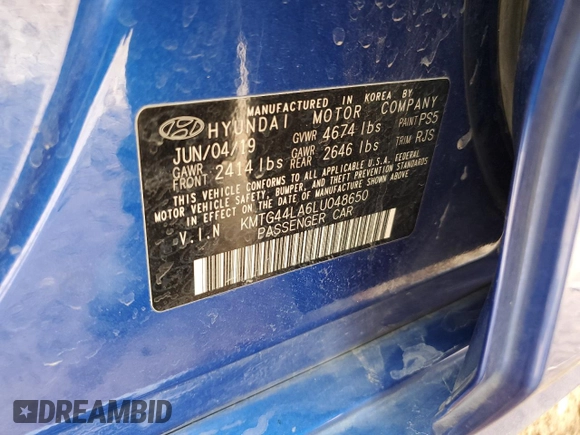 MANUFACTURED IN KOREA BY
HYUNDAI MOTOR COMPANY
JUN/04/19 GVWR 4674 lbs PAINT PS5
GAWR FRONT 2414 lbs GAWR REAR 2646 lbs TRIM RJS
THIS VEHICLE CONFORMS TO ALL APPLICABLE U.S.A. FEDERAL
MOTOR VEHICLE SAFETY, BUMPER, AND THEFT PREVENTION
STANDARDS IN EFFECT ON THE DATE OF MANUFACTURE SHOWN ABOVE.
V.I.N KMTG44LA6LU048650
PASSENGER CAR
DREAMBID